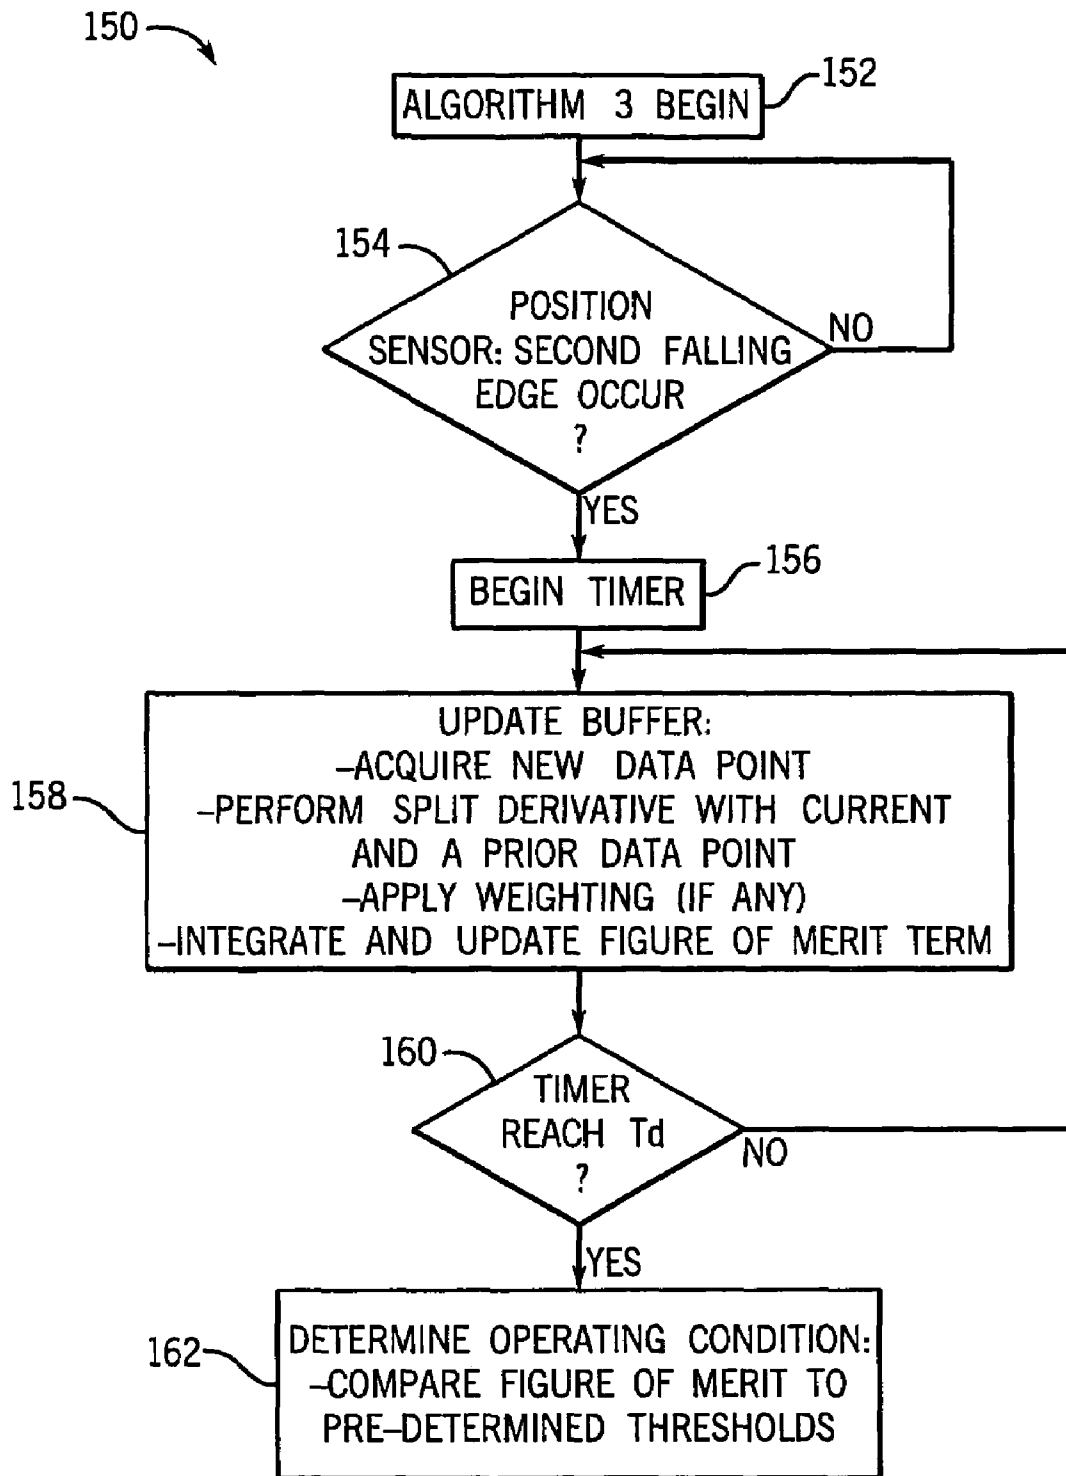 150
152
ALGORITHM 3 BEGIN
154
POSITION
SENSOR: SECOND FALLING
EDGE OCCUR
?
NO
YES
156
BEGIN TIMER
158
UPDATE BUFFER:
–ACQUIRE NEW DATA POINT
–PERFORM SPLIT DERIVATIVE WITH CURRENT
AND A PRIOR DATA POINT
–APPLY WEIGHTING (IF ANY)
–INTEGRATE AND UPDATE FIGURE OF MERIT TERM
160
TIMER
REACH Td
?
NO
YES
162
DETERMINE OPERATING CONDITION:
–COMPARE FIGURE OF MERIT TO
PRE–DETERMINED THRESHOLDS